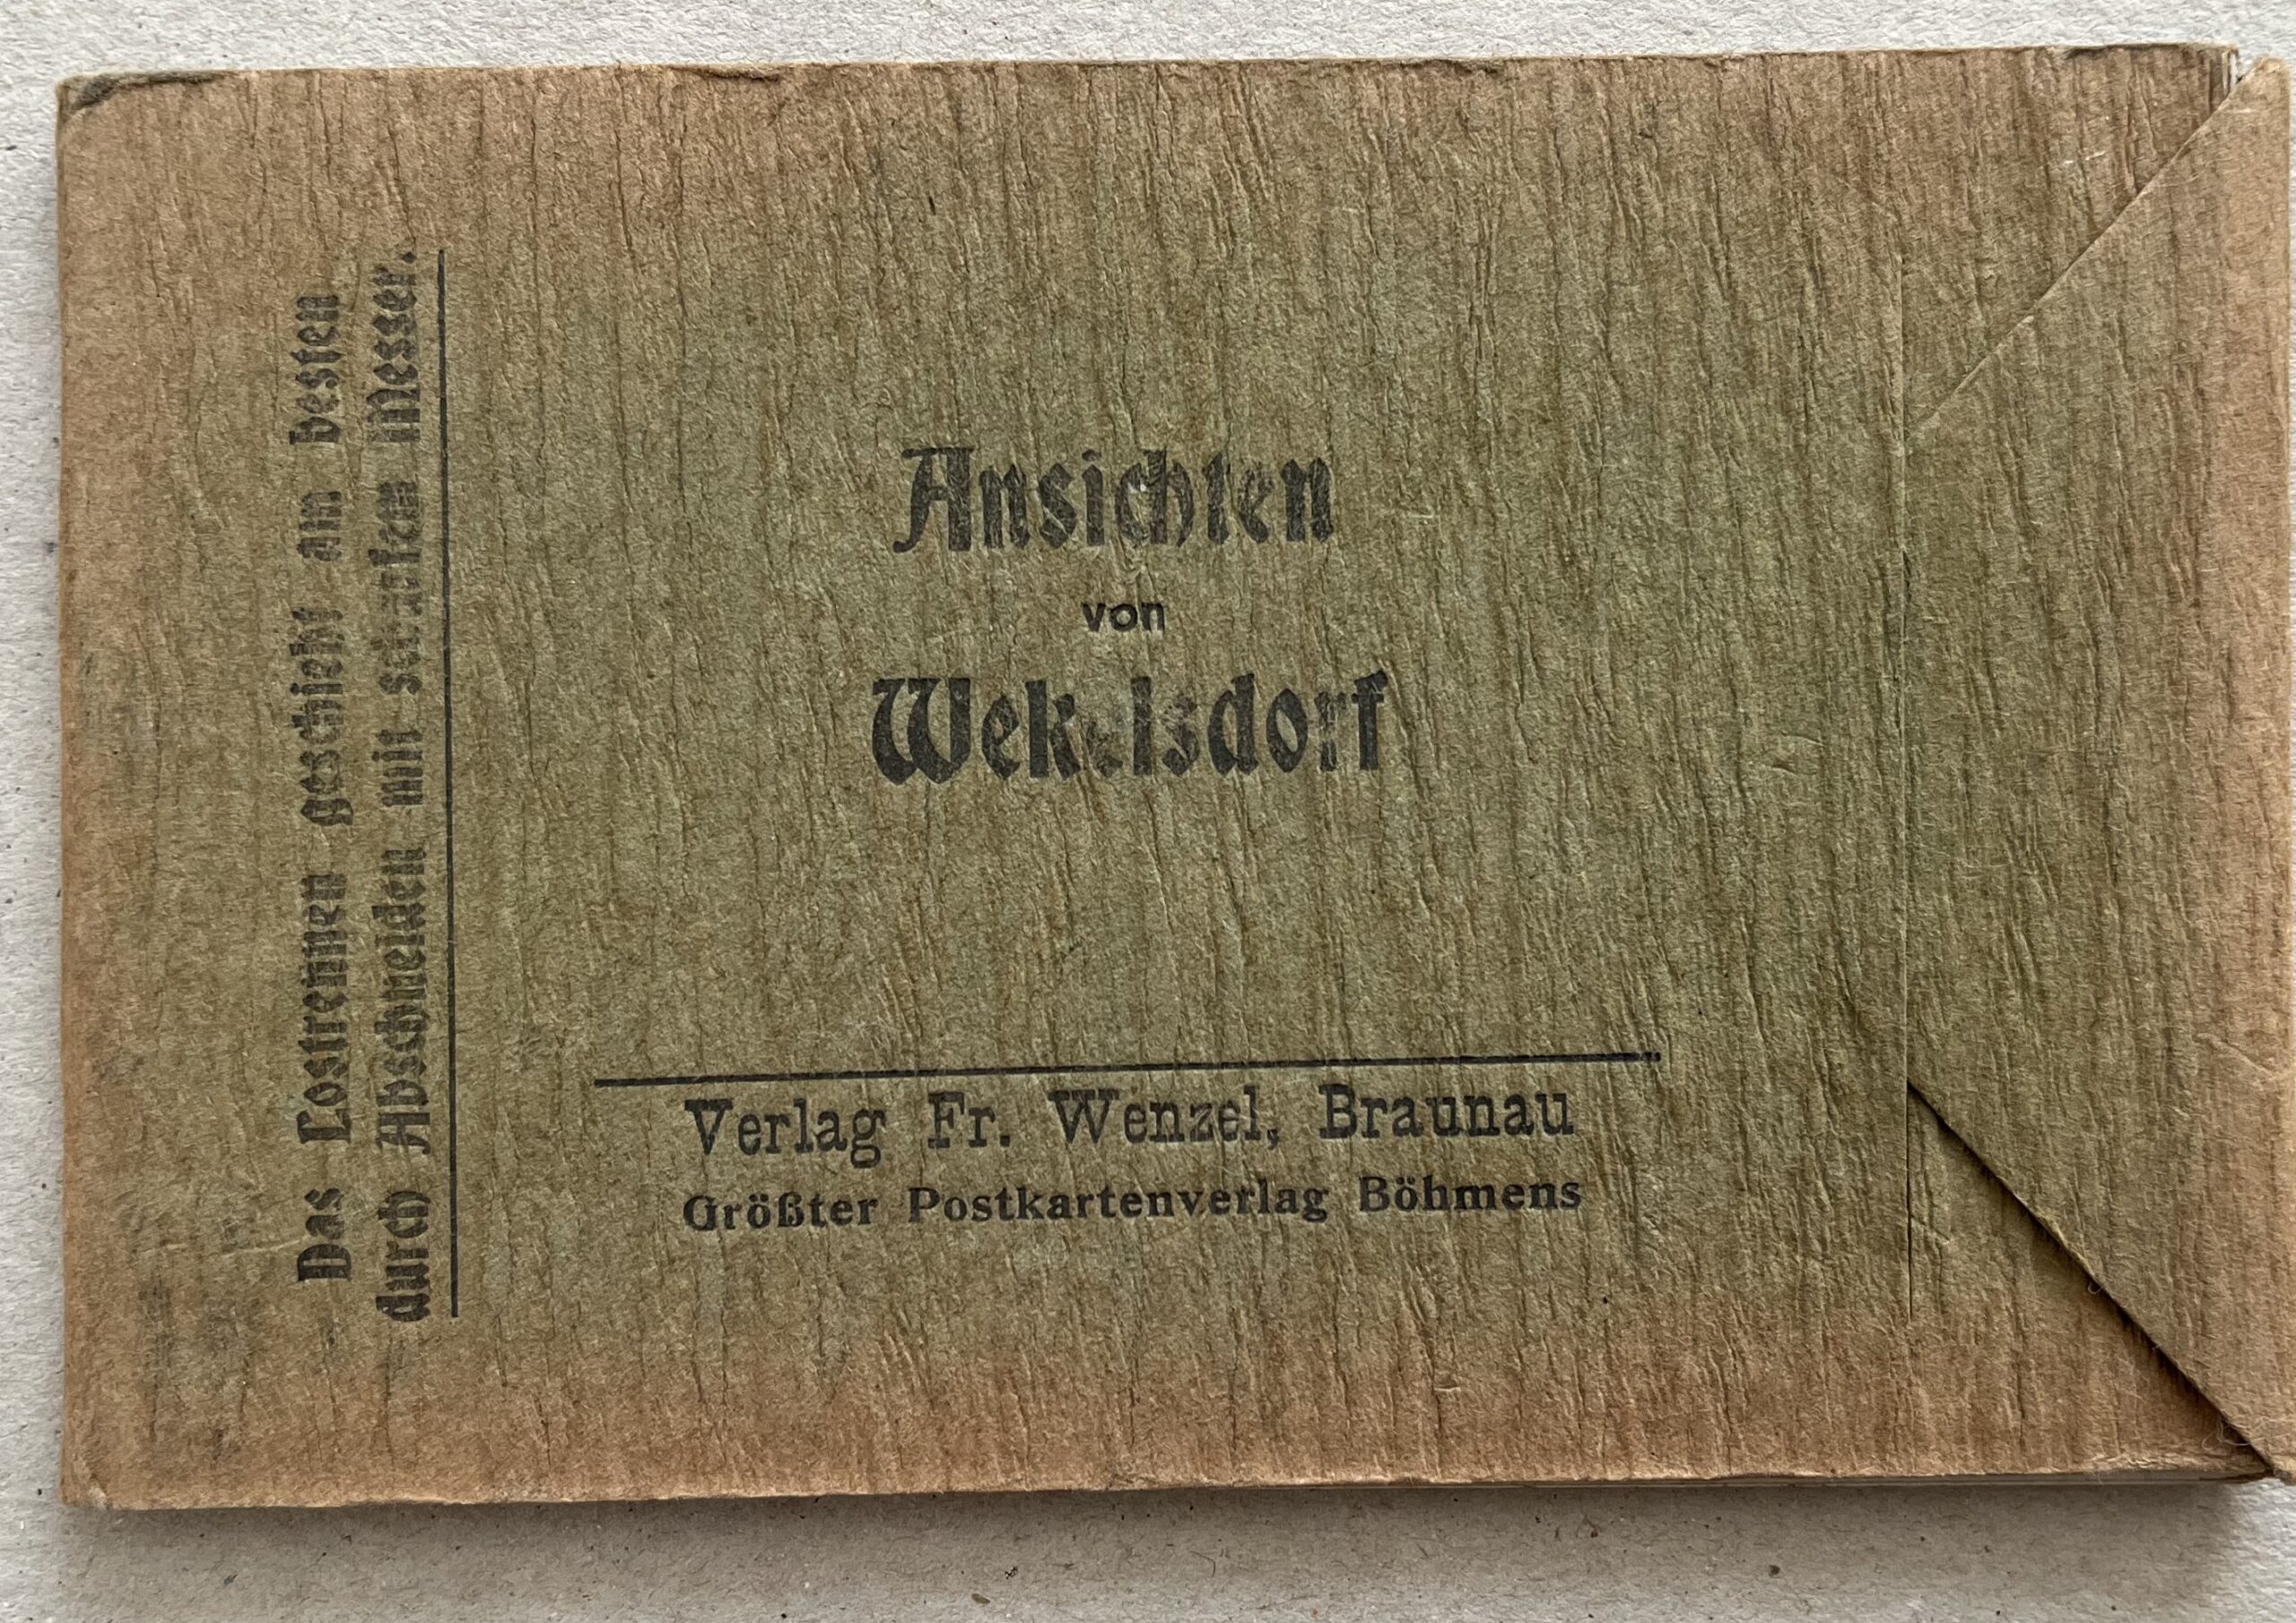 Das Lostrennen geschieht am besten
durch Abschneiden mit scharfen Messer.
Ansichten
von
Wekelsdorf
Verlag Fr. Wenzel, Braunau
Größter Postkartenverlag Böhmens